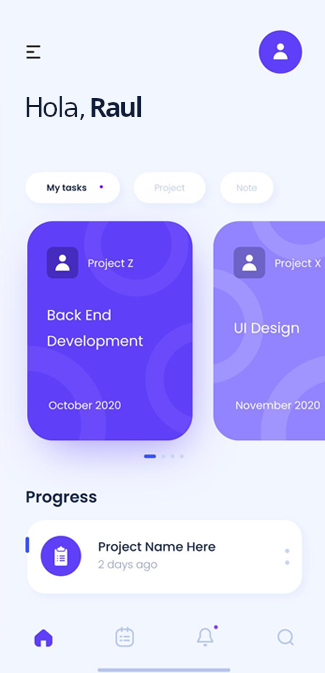 Hola, Raul
My tasks
Project
Note
Project Z
Back End
Development
October 2020
Project X
UI Design
November 2020
Progress
Project Name Here
2 days ago